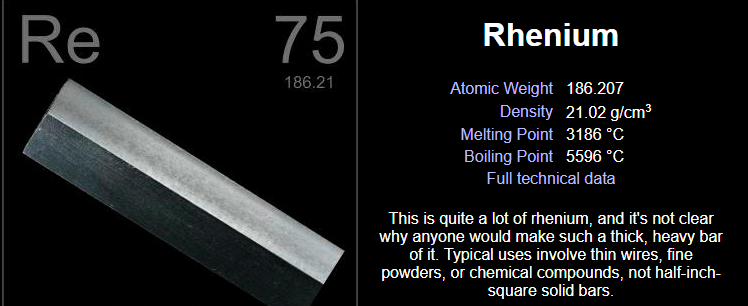 Re 75
186.21
Rhenium
Atomic Weight 186.207
Density 21.02 g/cm³
Melting Point 3186 °C
Boiling Point 5596 °C
Full technical data
This is quite a lot of rhenium, and it's not clear
why anyone would make such a thick, heavy bar
of it. Typical uses involve thin wires, fine
powders, or chemical compounds, not half-inch-
square solid bars.